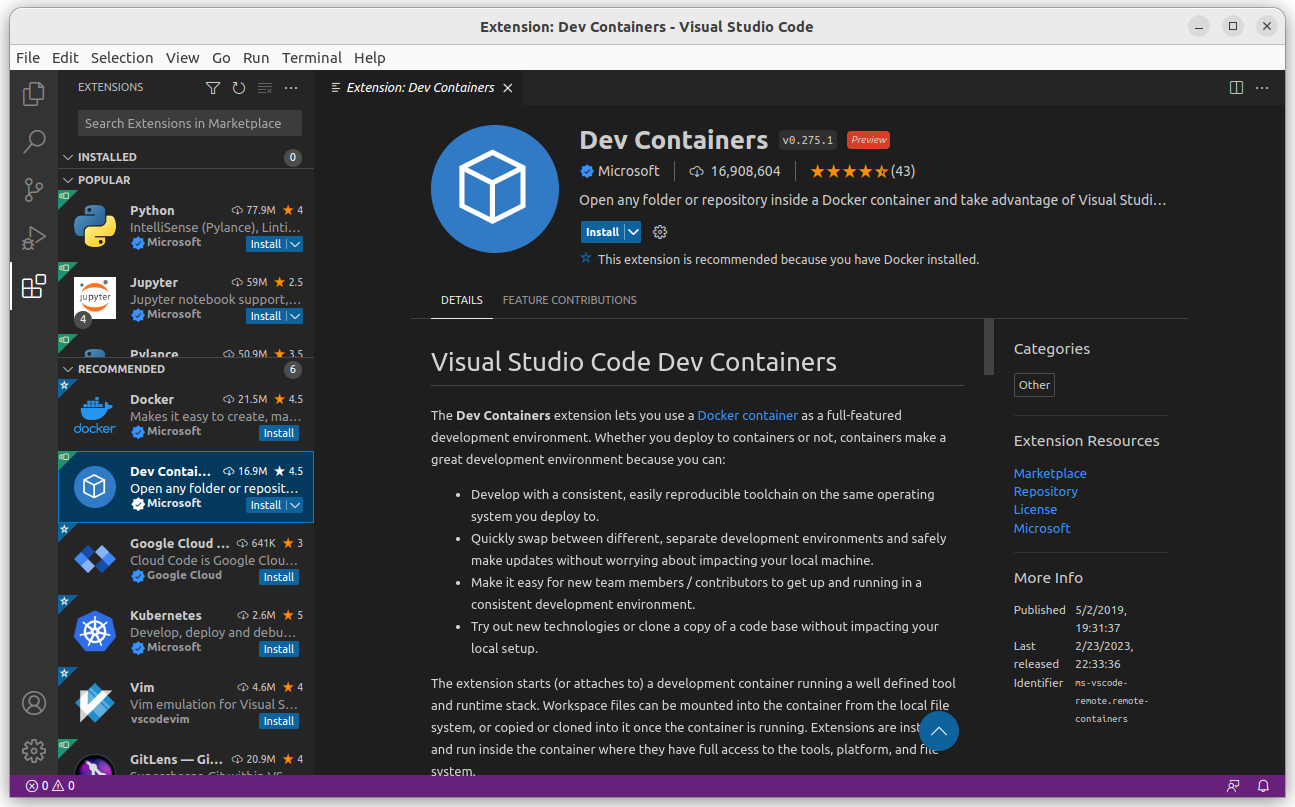 Extension: Dev Containers - Visual Studio Code
File Edit Selection View Go Run Terminal Help
EXTENSIONS
Search Extensions in Marketplace
INSTALLED 0
POPULAR
Python 77.9M 4
IntelliSense (Pylance), Linti...
Microsoft Install
Jupyter 59M 2.5
Jupyter notebook support,...
Microsoft Install
jupyter
4
Pylance 50.9M 3.5
RECOMMENDED 6
Docker 21.5M 4.5
Makes it easy to create, ma...
Microsoft Install
docker
Dev Contai... 16.9M 4.5
Open any folder or reposit...
Microsoft Install
Google Cloud ... 641K 3
Cloud Code is Google Clou...
Google Cloud Install
Kubernetes 2.6M 5
Develop, deploy and debu...
Microsoft Install
Vim 4.6M 4
Vim emulation for Visual S...
vscodevim Install
GitLens — Gi... 20.9M 4
Supercharge Git within VS
Extension: Dev Containers
Dev Containers v0.275.1 Preview
Microsoft 16,908,604 (43)
Open any folder or repository inside a Docker container and take advantage of Visual Studi...
Install
This extension is recommended because you have Docker installed.
DETAILS FEATURE CONTRIBUTIONS
Visual Studio Code Dev Containers
The Dev Containers extension lets you use a Docker container as a full-featured
development environment. Whether you deploy to containers or not, containers make a
great development environment because you can:
• Develop with a consistent, easily reproducible toolchain on the same operating
system you deploy to.
• Quickly swap between different, separate development environments and safely
make updates without worrying about impacting your local machine.
• Make it easy for new team members / contributors to get up and running in a
consistent development environment.
• Try out new technologies or clone a copy of a code base without impacting your
local setup.
The extension starts (or attaches to) a development container running a well defined tool
and runtime stack. Workspace files can be mounted into the container from the local file
system, or copied or cloned into it once the container is running. Extensions are inst
and run inside the container where they have full access to the tools, platform, and file
system.
Categories
Other
Extension Resources
Marketplace
Repository
License
Microsoft
More Info
Published 5/2/2019,
19:31:37
Last 2/23/2023,
released 22:33:36
Identifier ms-vscode-
remote.remote-
containers
0 0